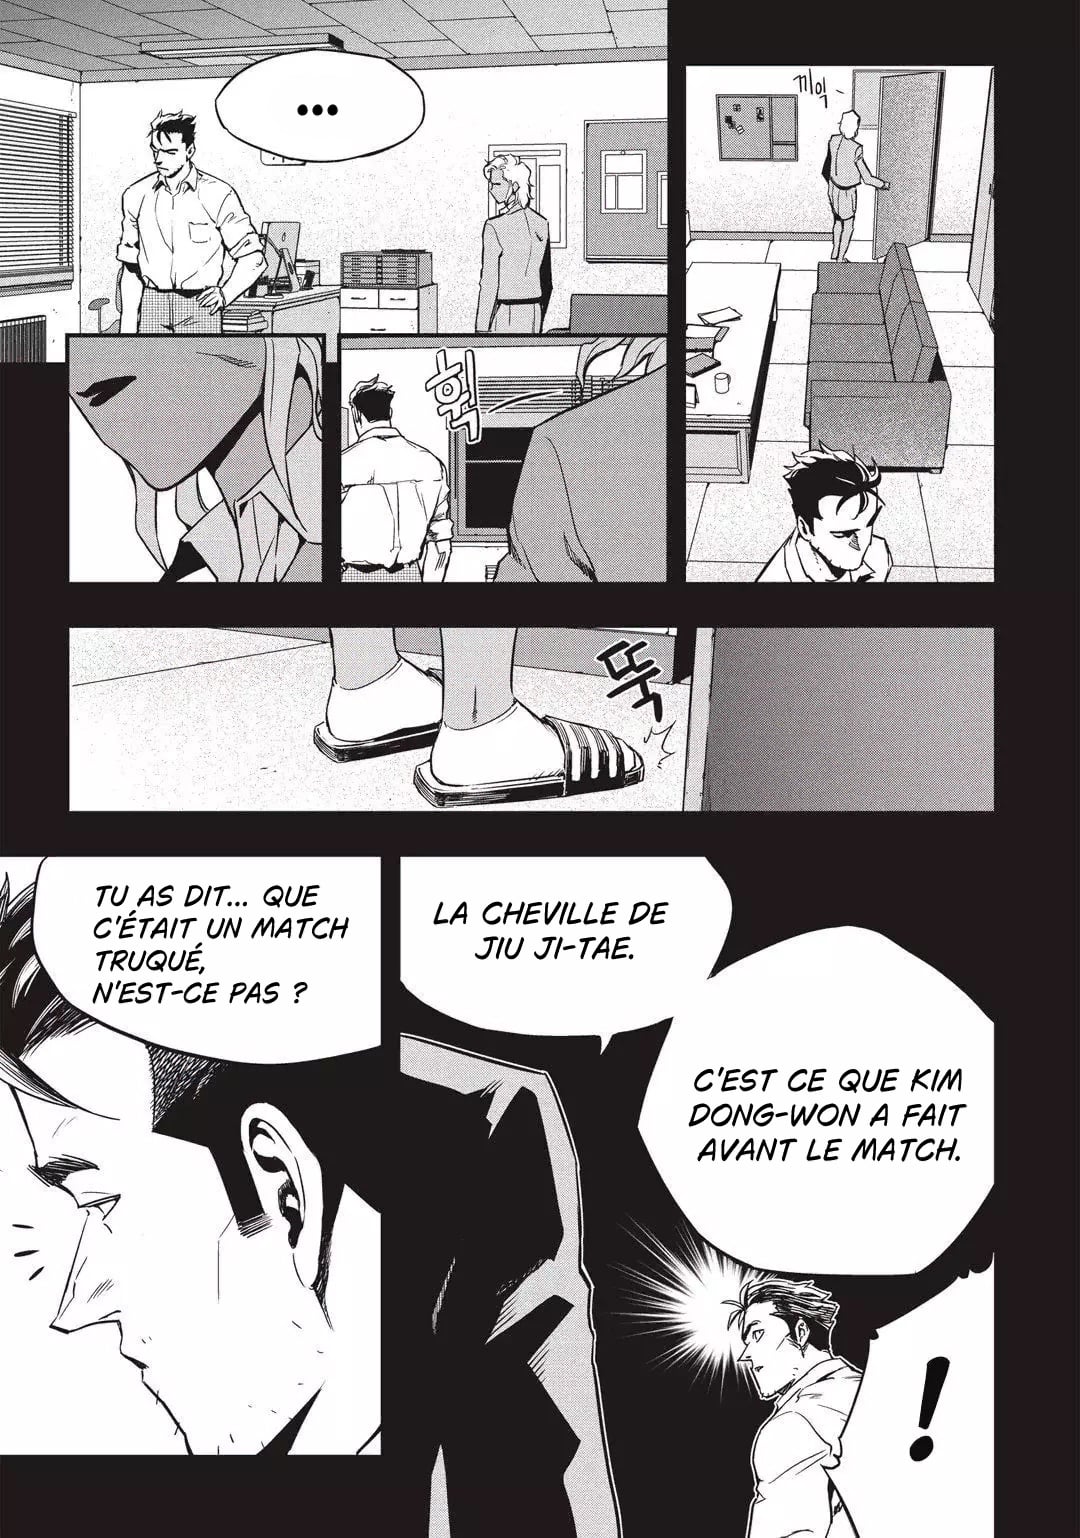 ...
휙
끼익
뚝
TU AS DIT... QUE
C'ÉTAIT UN MATCH
TRUQUÉ,
N'EST-CE PAS ?
LA CHEVILLE DE
JIU JI-TAE.
C'EST CE QUE KIM
DONG-WON A FAIT
AVANT LE MATCH.
!